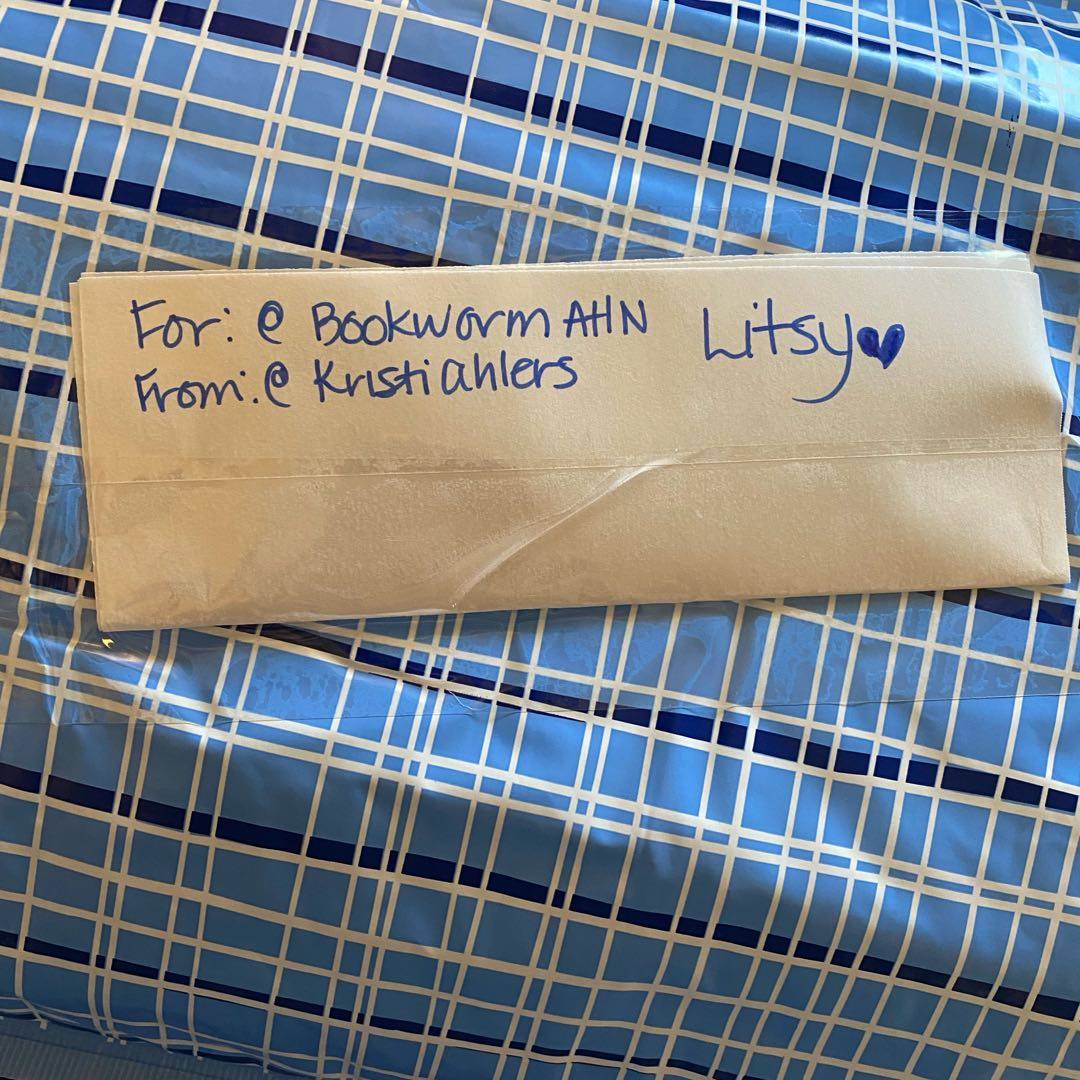 For: @ BookwormAHN
From: @ Kristiahlers
Litsy